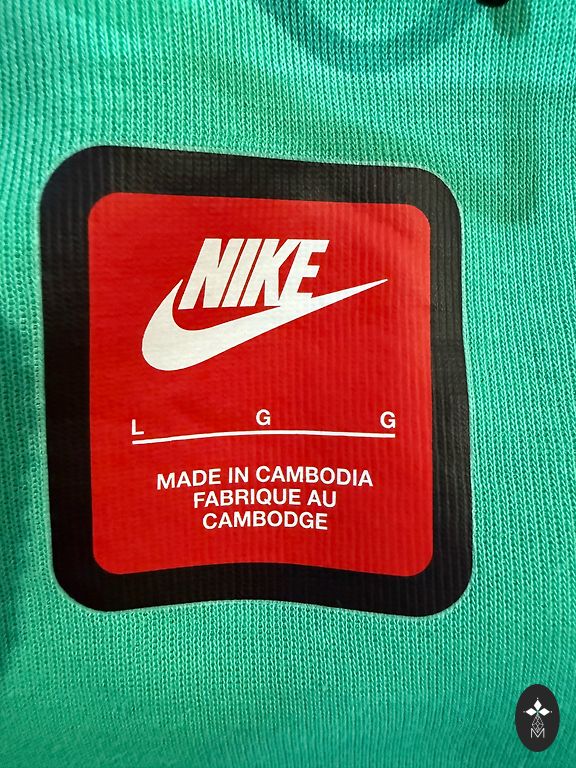 NIKE
L G G
MADE IN CAMBODIA
FABRIQUE AU
CAMBODGE
M